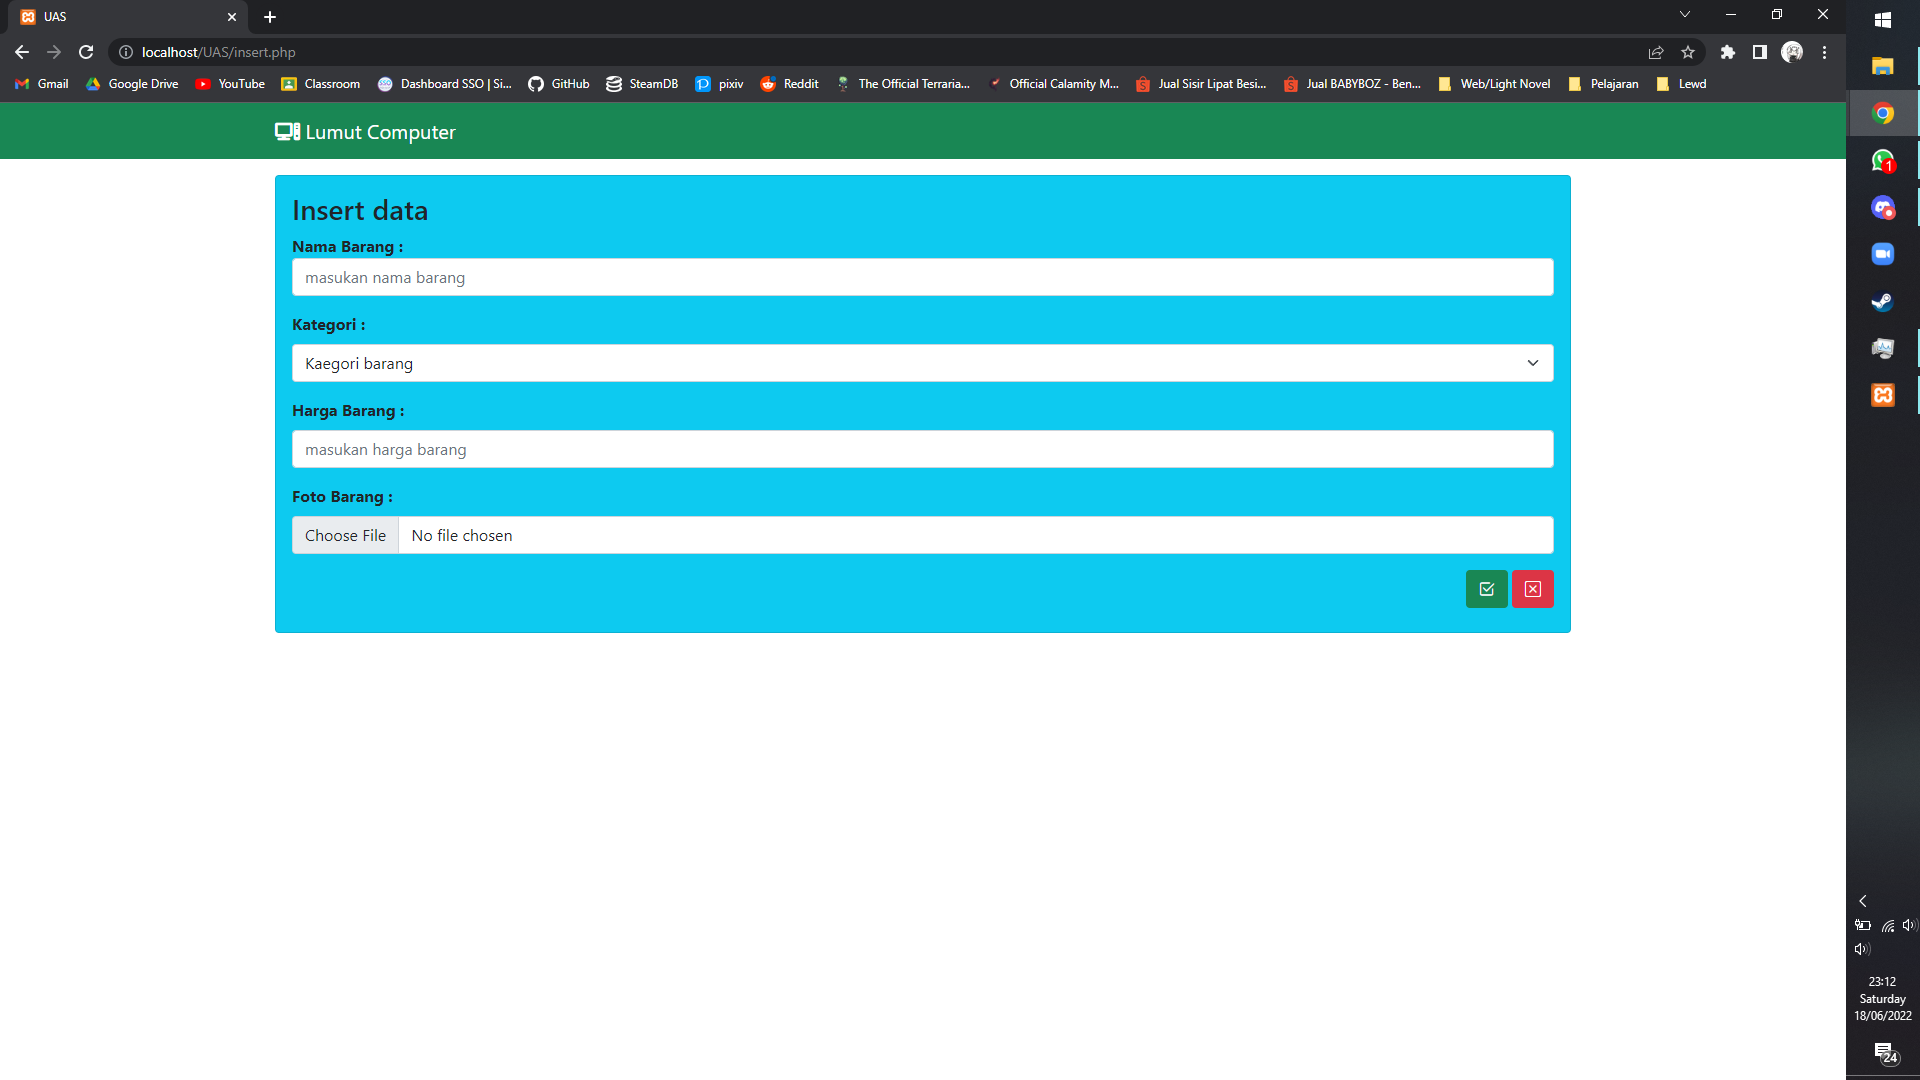 UAS
localhost/UAS/insert.php
Gmail Google Drive YouTube Classroom Dashboard SSO | Si... GitHub SteamDB pixiv Reddit The Official Terraria... Official Calamity M... Jual Sisir Lipat Besi... Jual BABYBOZ - Ben... Web/Light Novel Pelajaran Lewd
Lumut Computer
Insert data
Nama Barang :
masukan nama barang
Kategori :
Kaegori barang
Harga Barang :
masukan harga barang
Foto Barang :
Choose File No file chosen
1
23:12
Saturday
18/06/2022
24